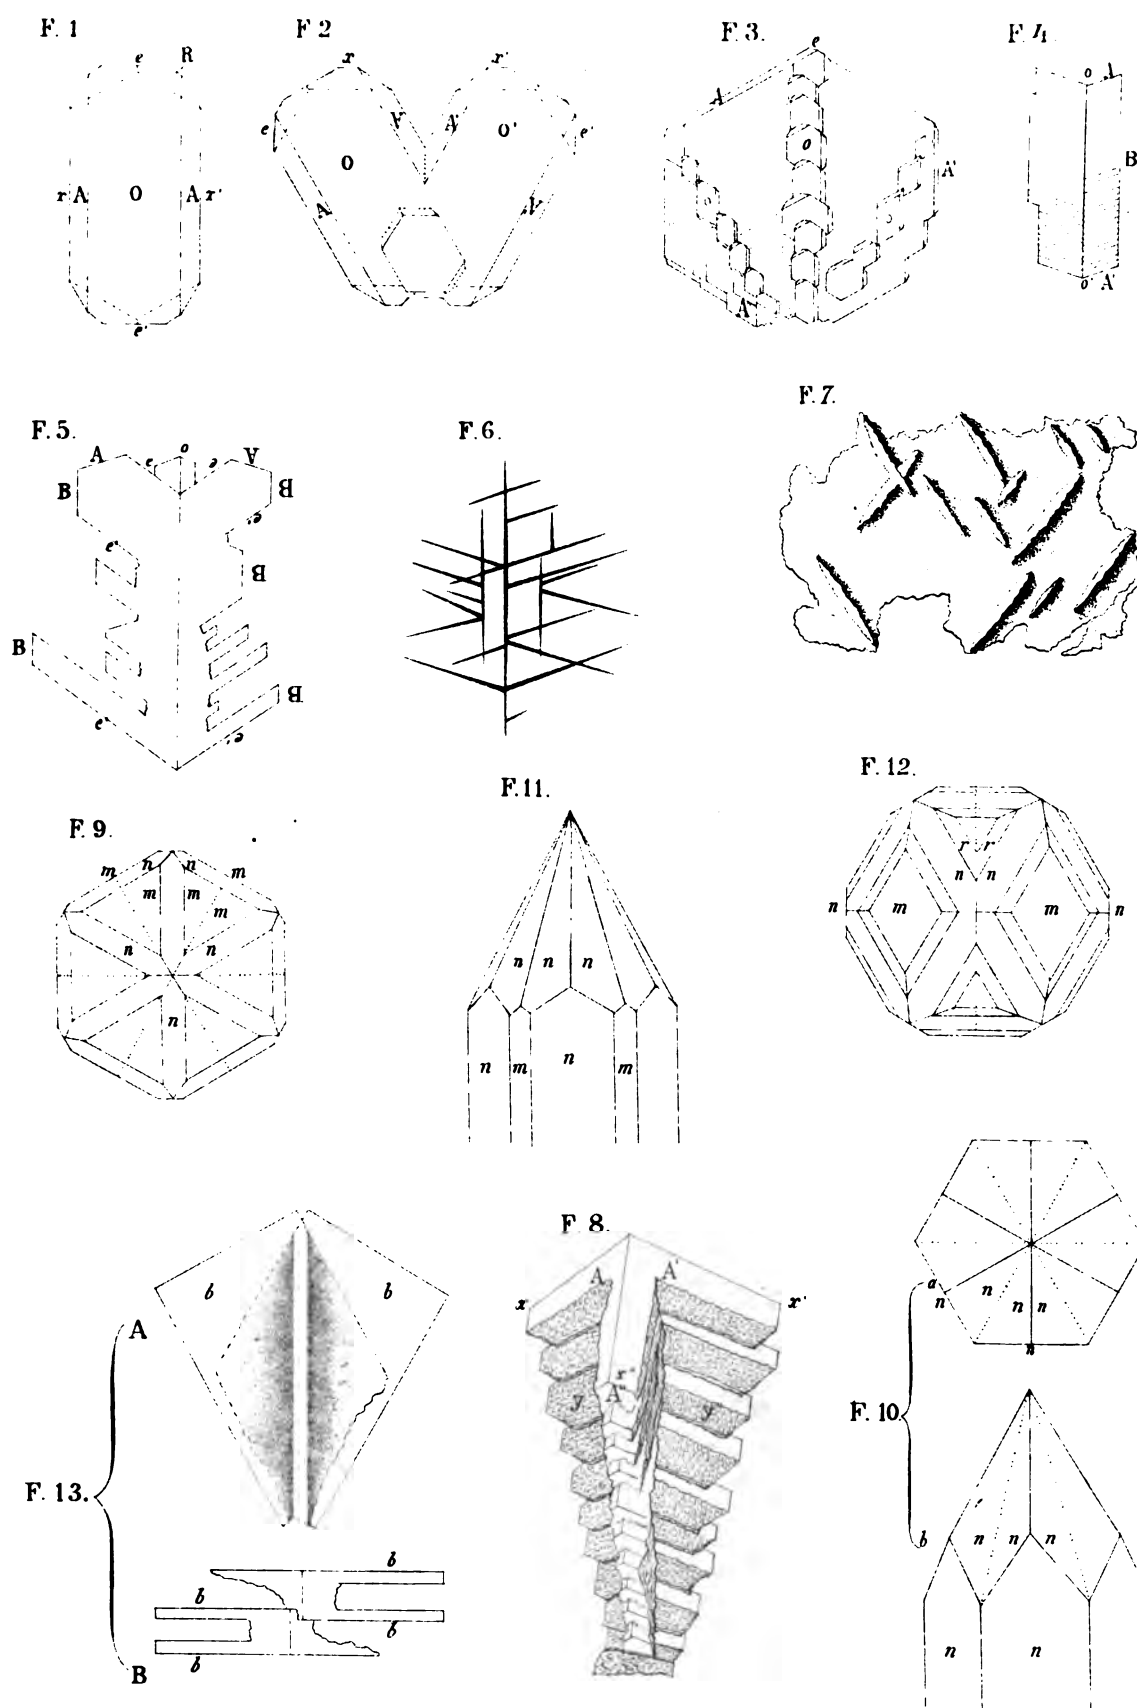 F. 1
F 2
F. 3.
F. 4.
e R
r A O A r'
e'
x x'
A A' O'
e O e'
A A'
e
A
o
A'
A'
o A
B
o' A'
F. 5.
F. 6.
F. 7.
A e o e A
B B
e' e'
B
B B
e' e'
F. 9.
F. 11.
F. 12.
m n n m
m m
m
n n
n
n n n
n m n m
r r
n n
n m m n
F. 13.
A
b b
B
b
b b
b
F. 8.
A A'
x x'
x''
A''
y y'
F. 10.
a
n n n n
n
b n n n
n n